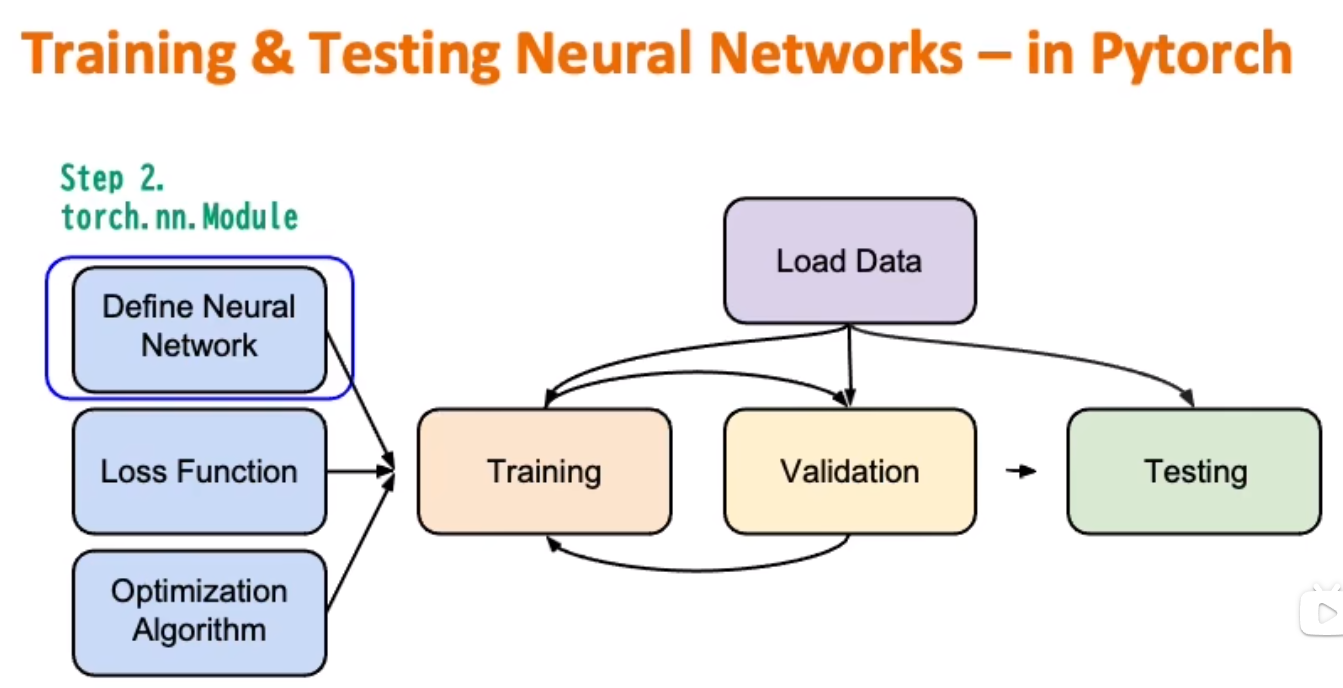 Training & Testing Neural Networks – in Pytorch
Step 2.
torch.nn.Module
Load Data
Define Neural
Network
Loss Function
Training
Validation
Testing
Optimization
Algorithm